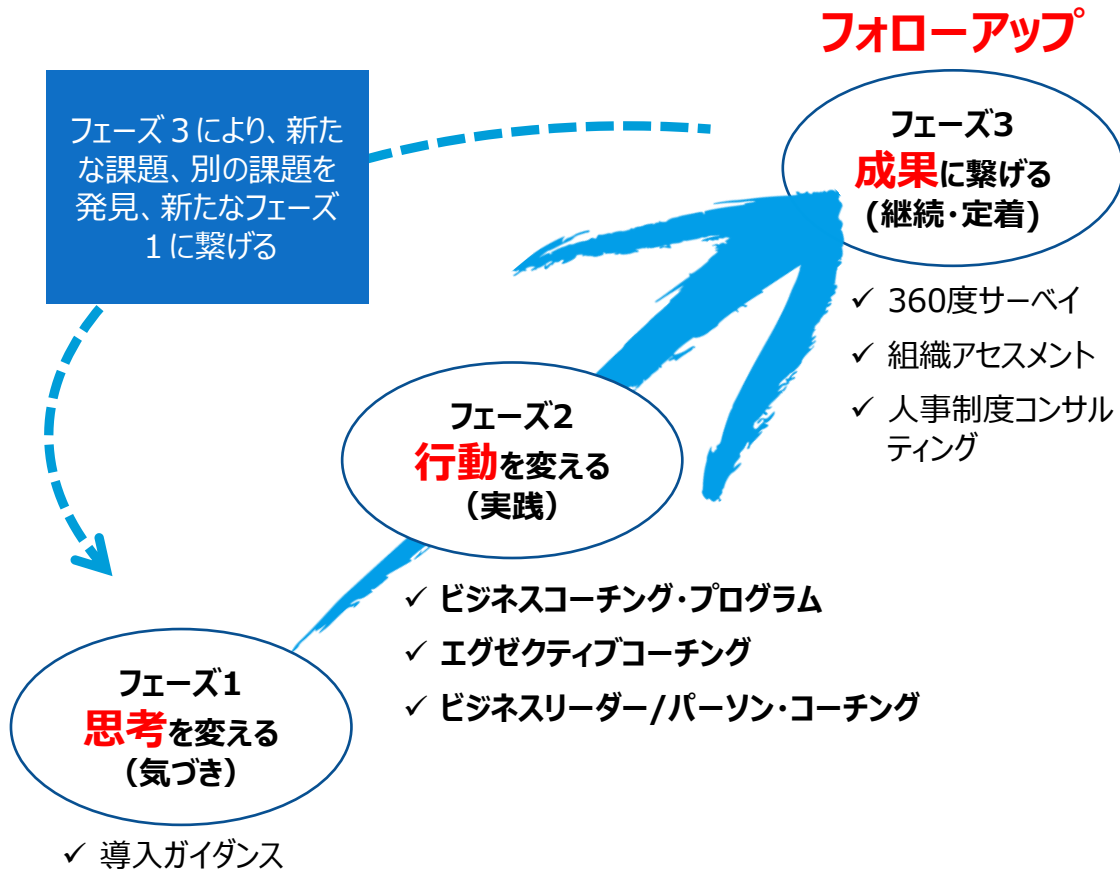 フォローアップ
フェーズ３により、新た
な課題、別の課題を
発見、新たなフェーズ
１に繋げる
フェーズ3
成果に繋げる
(継続・定着)
✓ 360度サーベイ
✓ 組織アセスメント
✓ 人事制度コンサル
ティング
フェーズ2
行動を変える
（実践）
✓ ビジネスコーチング・プログラム
✓ エグゼクティブコーチング
✓ ビジネスリーダー/パーソン・コーチング
フェーズ1
思考を変える
（気づき）
✓ 導入ガイダンス